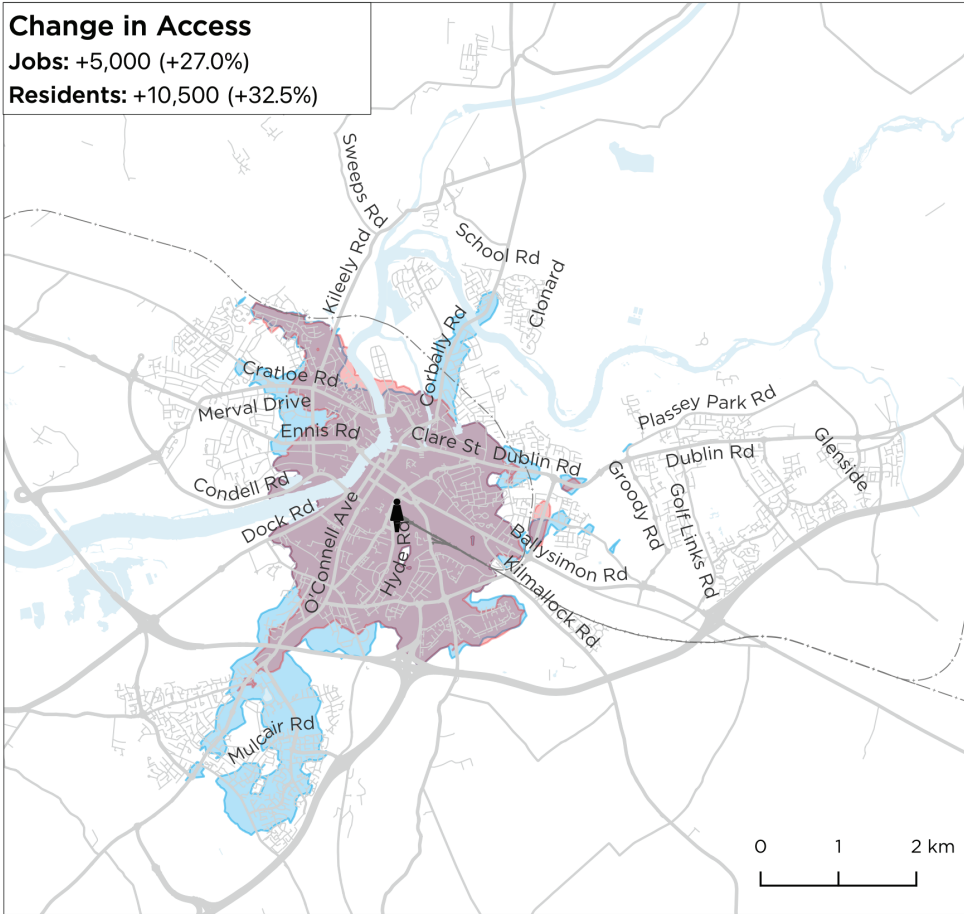 Change in Access
Jobs: +5,000 (+27.0%)
Residents: +10,500 (+32.5%)
Sweeps Rd
School Rd
Kileely Rd
Clonard
Corbally Rd
Cratloe Rd
Merval Drive
Plassey Park Rd
Ennis Rd
Clare St
Dublin Rd
Dublin Rd
Glenside
Condell Rd
Groody Rd
Golf Links Rd
Dock Rd
O'Connell Ave
Hyde Rd
Ballysimon Rd
Kilmallock Rd
Mulcair Rd
0 1 2 km